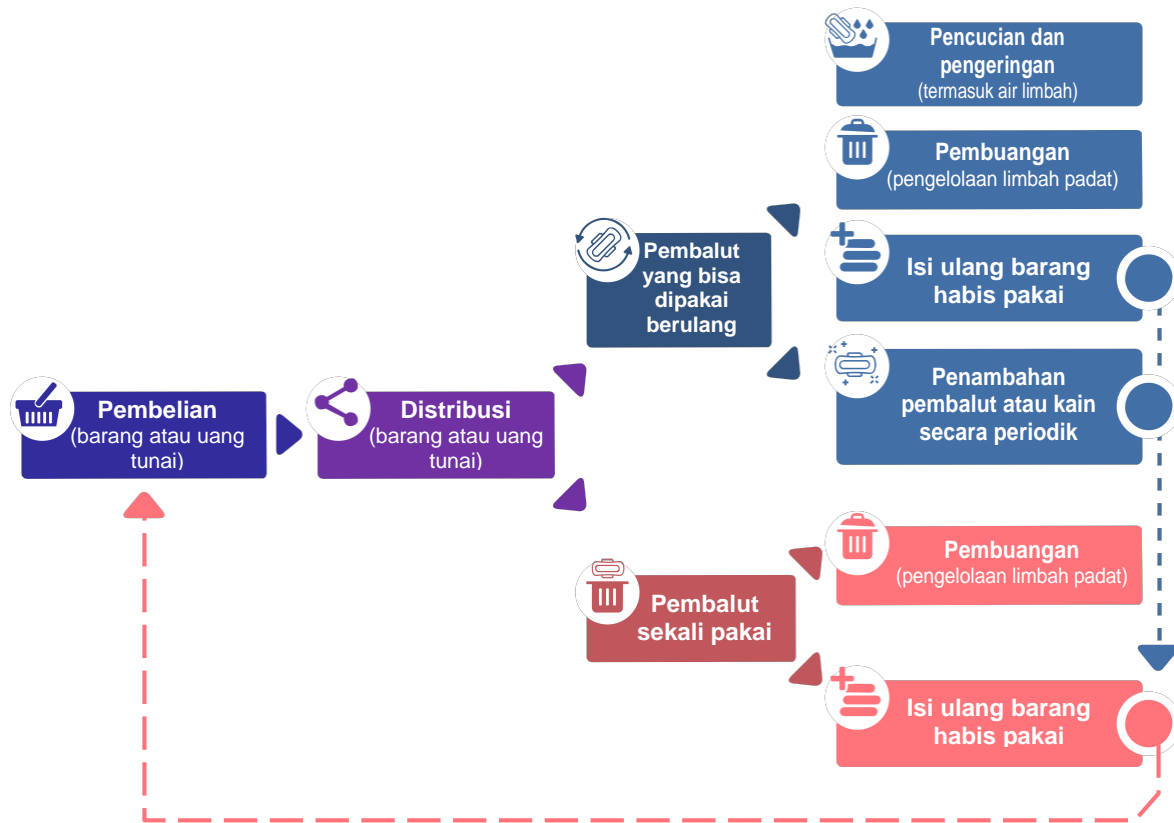 Pencucian dan
pengeringan
(termasuk air limbah)
Pembuangan
(pengelolaan limbah padat)
Pembalut
yang bisa
dipakai
berulang
Isi ulang barang
habis pakai
Penambahan
pembalut atau kain
secara periodik
Pembelian
(barang atau uang
tunai)
Distribusi
(barang atau uang
tunai)
Pembalut
sekali pakai
Pembuangan
(pengelolaan limbah padat)
Isi ulang barang
habis pakai